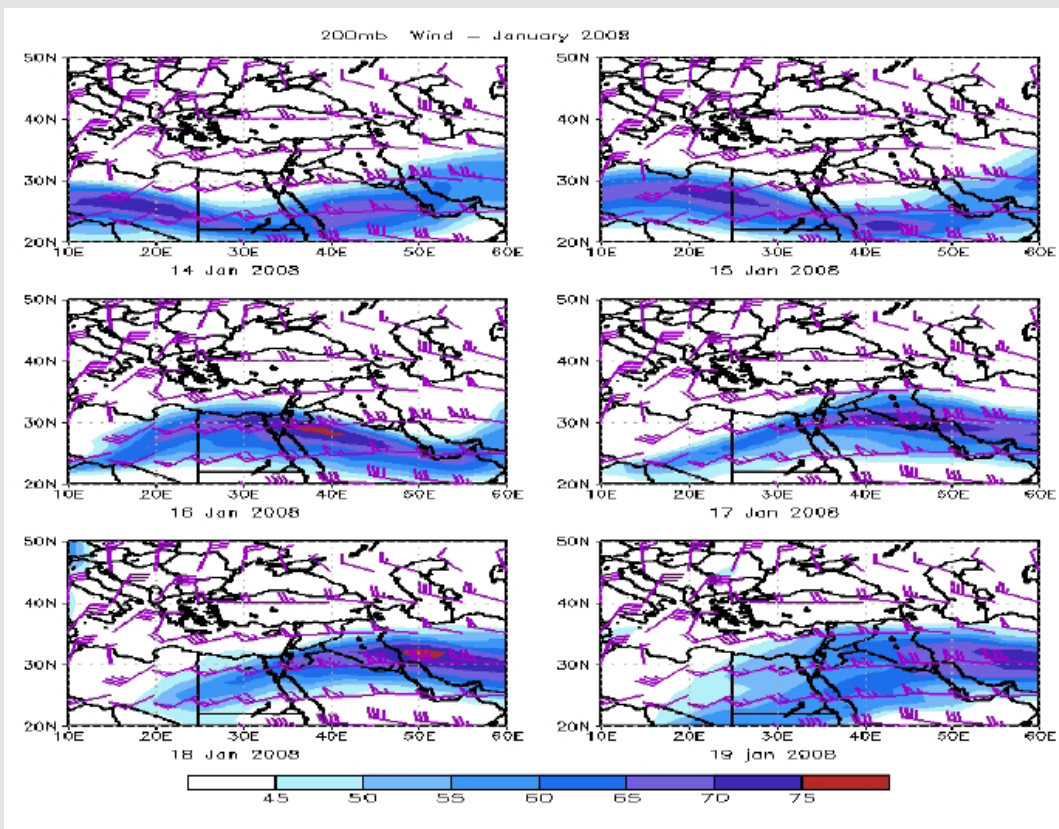 200mb Wind – January 2008
50N 50N
40N 40N
30N 30N
20N 20N
10E 20E 30E 40E 50E 60E 10E 20E 30E 40E 50E 60E
14 Jan 2008 15 Jan 2008
50N 50N
40N 40N
30N 30N
20N 20N
10E 20E 30E 40E 50E 60E 10E 20E 30E 40E 50E 60E
16 Jan 2008 17 Jan 2008
50N 50N
40N 40N
30N 30N
20N 20N
10E 20E 30E 40E 50E 60E 10E 20E 30E 40E 50E 60E
18 Jan 2008 19 jan 2008
45 50 55 60 65 70 75